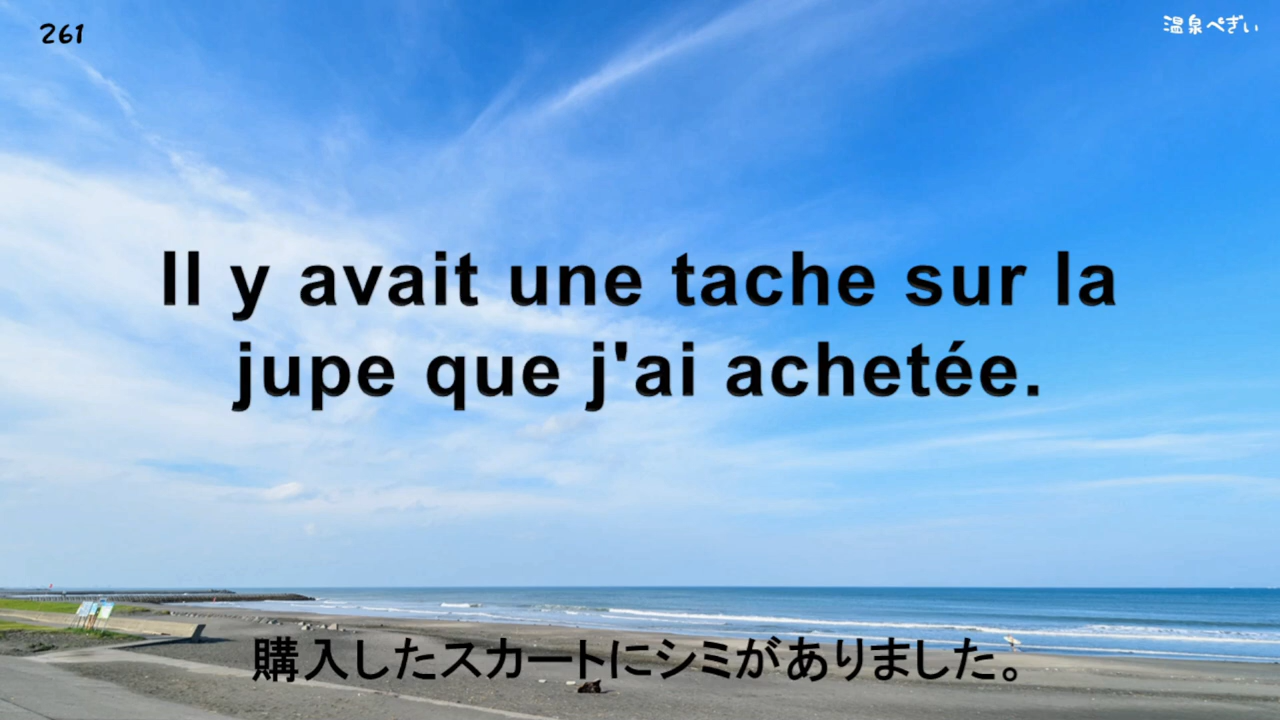 261
温泉ぺぎぃ
Il y avait une tache sur la
jupe que j'ai achetée.
購入したスカートにシミがありました。